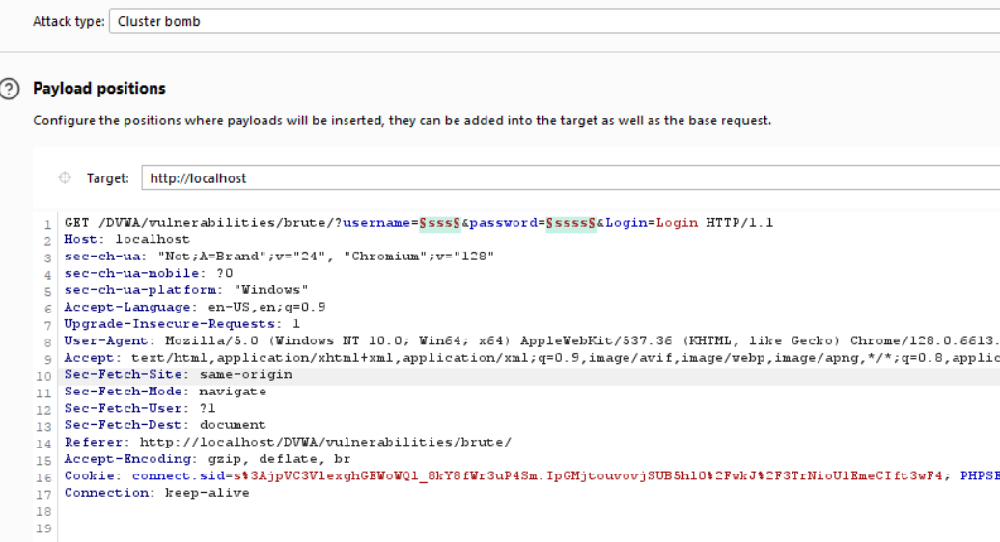 Attack type: Cluster bomb
? Payload positions
Configure the positions where payloads will be inserted, they can be added into the target as well as the base request.
Target: http://localhost
1 GET /DVWA/vulnerabilities/brute/?username=§sss§&password=§ssss§&Login=Login HTTP/1.1
2 Host: localhost
3 sec-ch-ua: "Not;A=Brand";v="24", "Chromium";v="128"
4 sec-ch-ua-mobile: ?0
5 sec-ch-ua-platform: "Windows"
6 Accept-Language: en-US,en;q=0.9
7 Upgrade-Insecure-Requests: 1
8 User-Agent: Mozilla/5.0 (Windows NT 10.0; Win64; x64) AppleWebKit/537.36 (KHTML, like Gecko) Chrome/128.0.6613.
9 Accept: text/html,application/xhtml+xml,application/xml;q=0.9,image/avif,image/webp,image/apng,*/*;q=0.8,applic
10 Sec-Fetch-Site: same-origin
11 Sec-Fetch-Mode: navigate
12 Sec-Fetch-User: ?1
13 Sec-Fetch-Dest: document
14 Referer: http://localhost/DVWA/vulnerabilities/brute/
15 Accept-Encoding: gzip, deflate, br
16 Cookie: connect.sid=s%3AjpVC3VlexghGEWoWQl_8kY8fWr3uP4Sm.IpGMjtouvovjSUB5hl0%2FwkJ%2F3TrNioUlEmeCIft3wF4; PHPSE
17 Connection: keep-alive
18
19